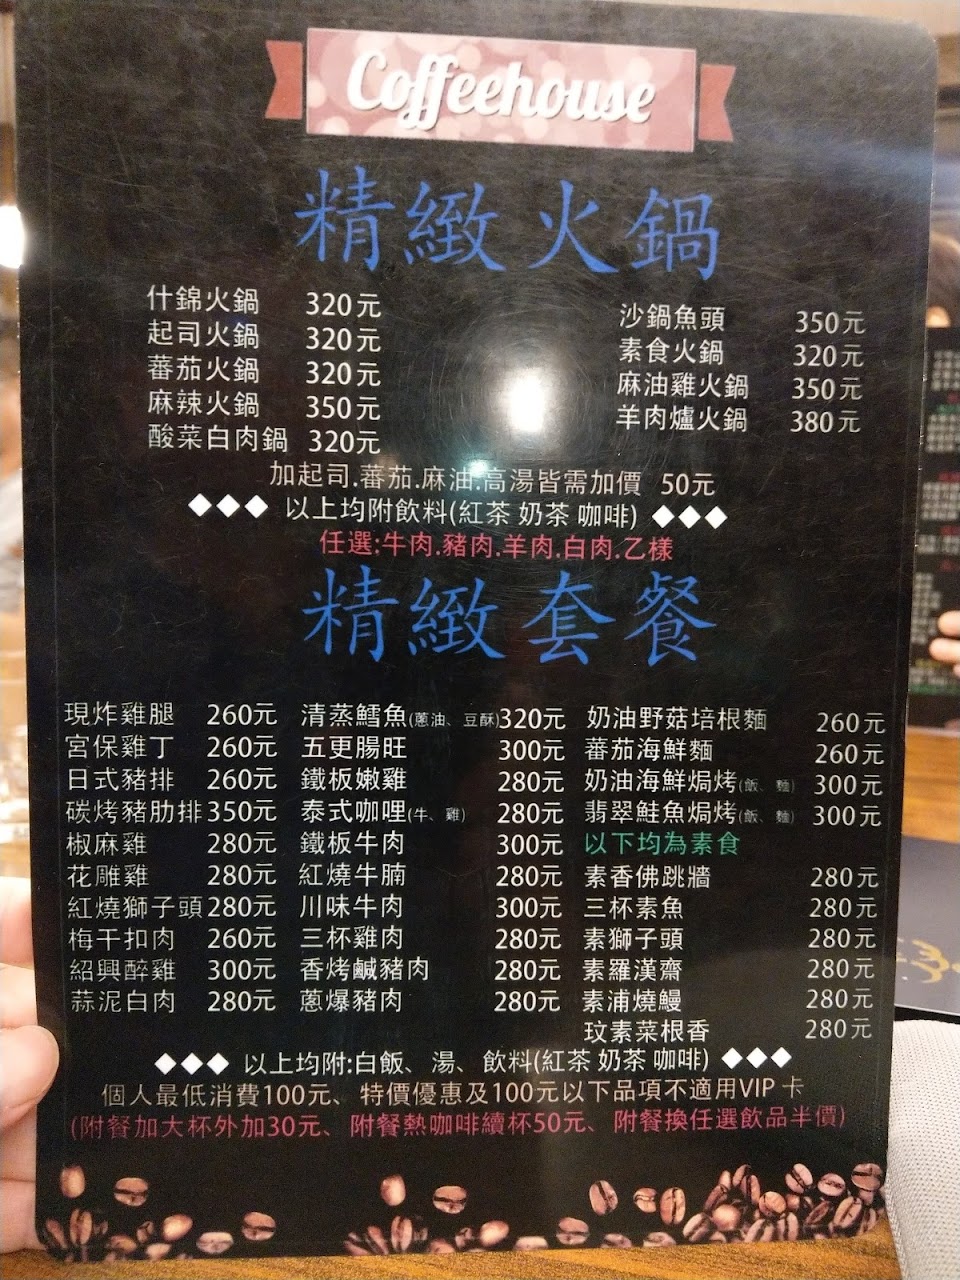 Coffeehouse
精緻火鍋
什錦火鍋 320元
起司火鍋 320元
蕃茄火鍋 320元
麻辣火鍋 350元
酸菜白肉鍋 320元
沙鍋魚頭 350元
素食火鍋 320元
麻油雞火鍋 350元
羊肉爐火鍋 380元
加起司.蕃茄.麻油.高湯皆需加價 50元
◆◆◆ 以上均附飲料(紅茶 奶茶 咖啡) ◆◆◆
任選:牛肉.豬肉.羊肉.白肉.乙樣
精緻套餐
現炸雞腿 260元
宮保雞丁 260元
日式豬排 260元
碳烤豬肋排 350元
椒麻雞 280元
花雕雞 280元
紅燒獅子頭 280元
梅干扣肉 260元
紹興醉雞 300元
蒜泥白肉 280元
清蒸鱈魚(蔥油、豆酥) 320元
五更腸旺 300元
鐵板嫩雞 280元
泰式咖哩(牛、雞) 280元
鐵板牛肉 300元
紅燒牛腩 280元
川味牛肉 300元
三杯雞肉 280元
香烤鹹豬肉 280元
蔥爆豬肉 280元
奶油野菇培根麵 260元
蕃茄海鮮麵 260元
奶油海鮮焗烤(飯、麵) 300元
翡翠鮭魚焗烤(飯、麵) 300元
以下均為素食
素香佛跳牆 280元
三杯素魚 280元
素獅子頭 280元
素羅漢齋 280元
素浦燒鰻 280元
玟素菜根香 280元
◆◆◆ 以上均附:白飯、湯、飲料(紅茶 奶茶 咖啡) ◆◆◆
個人最低消費100元、特價優惠及100元以下品項不適用VIP卡
(附餐加大杯外加30元、附餐熱咖啡續杯50元、附餐換任選飲品半價)